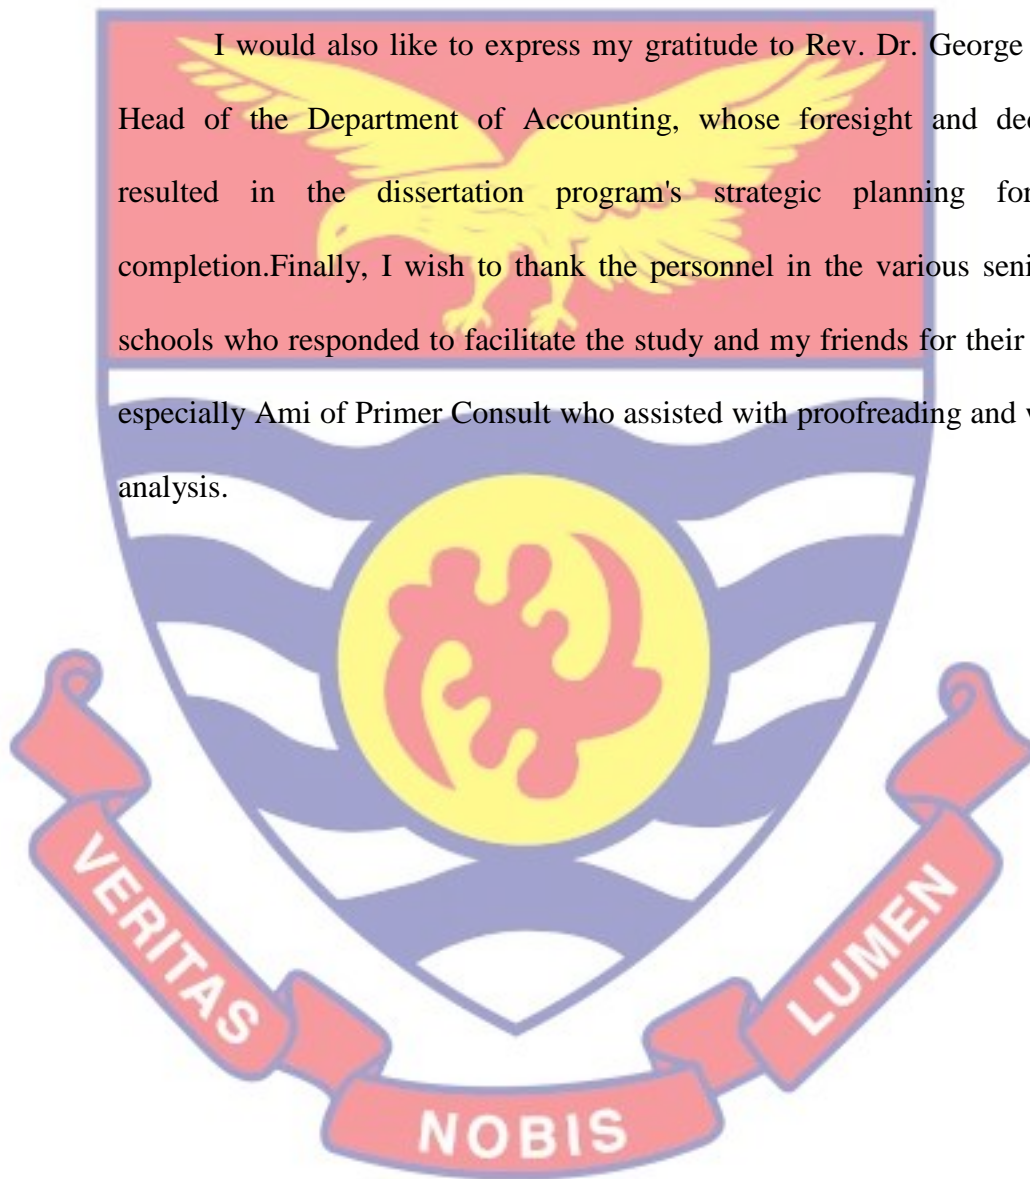 I would also like to express my gratitude to Rev. Dr. George
Head of the Department of Accounting, whose foresight and
resulted in the dissertation program's strategic planning for
completion.Finally, I wish to thank the personnel in the various
schools who responded to facilitate the study and my friends for their
especially Ami of Primer Consult who assisted with proofreading and
analysis.
VERITAS
NOBIS
LUMEN